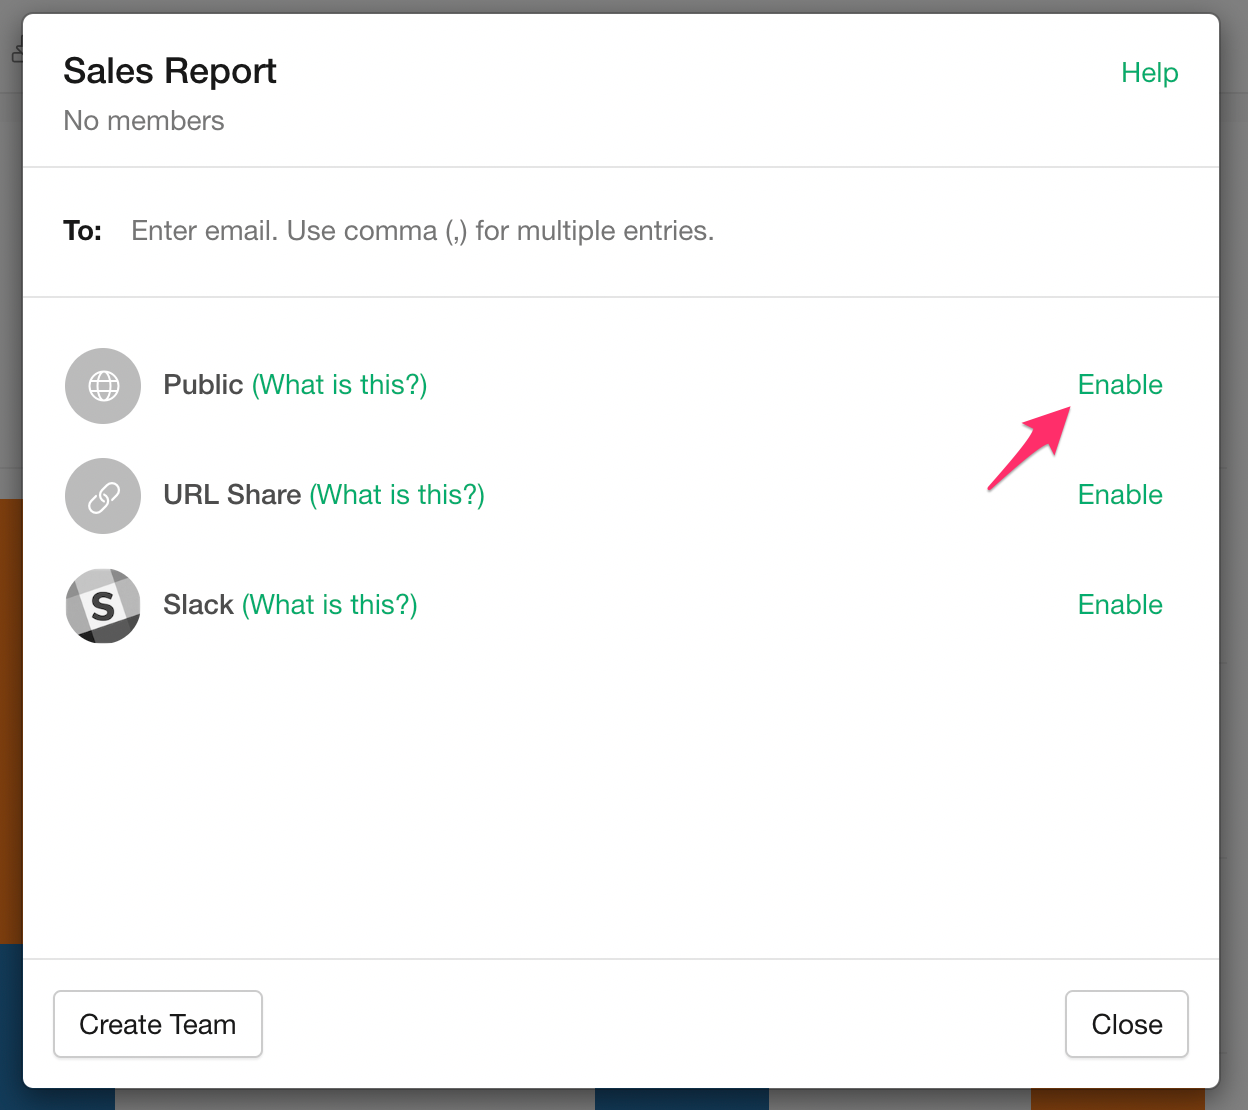 Sales Report
Help
No members
To: Enter email. Use comma (,) for multiple entries.
Public (What is this?)
Enable
URL Share (What is this?)
Enable
S
Slack (What is this?)
Enable
Create Team
Close